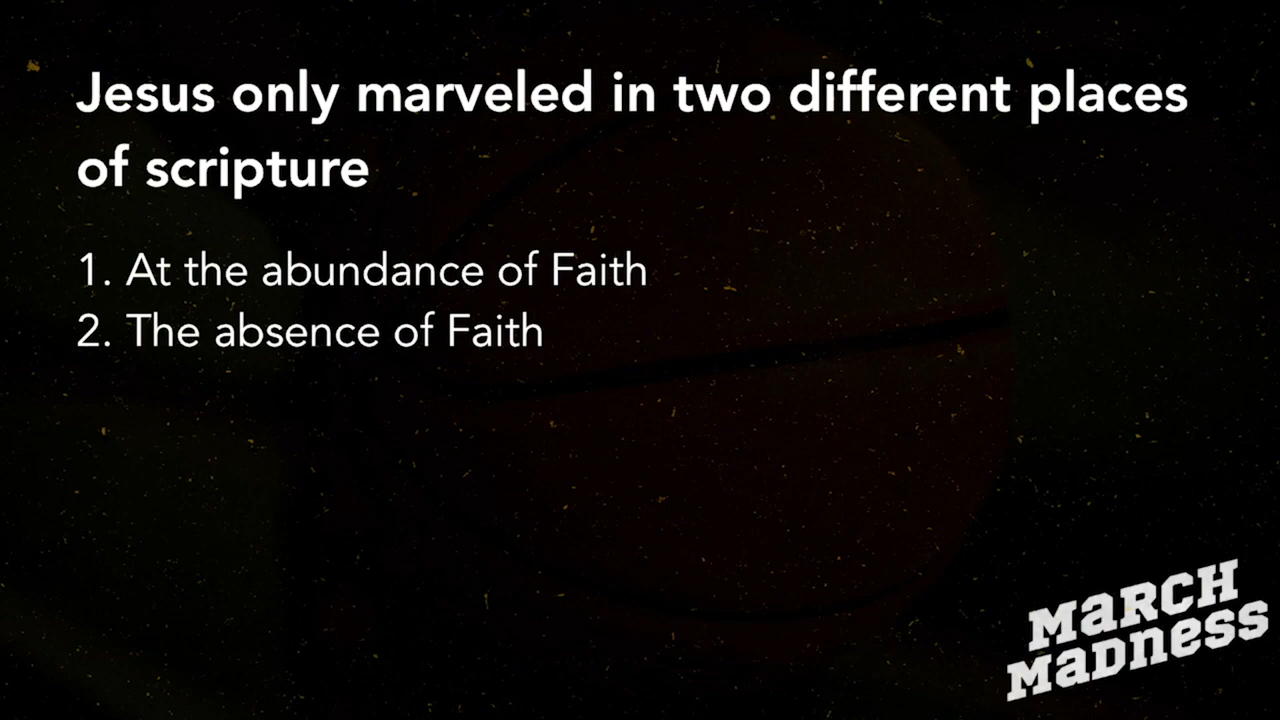 Jesus only marveled in two different places
of scripture
1. At the abundance of Faith
2. The absence of Faith
MaRCH
MaDness